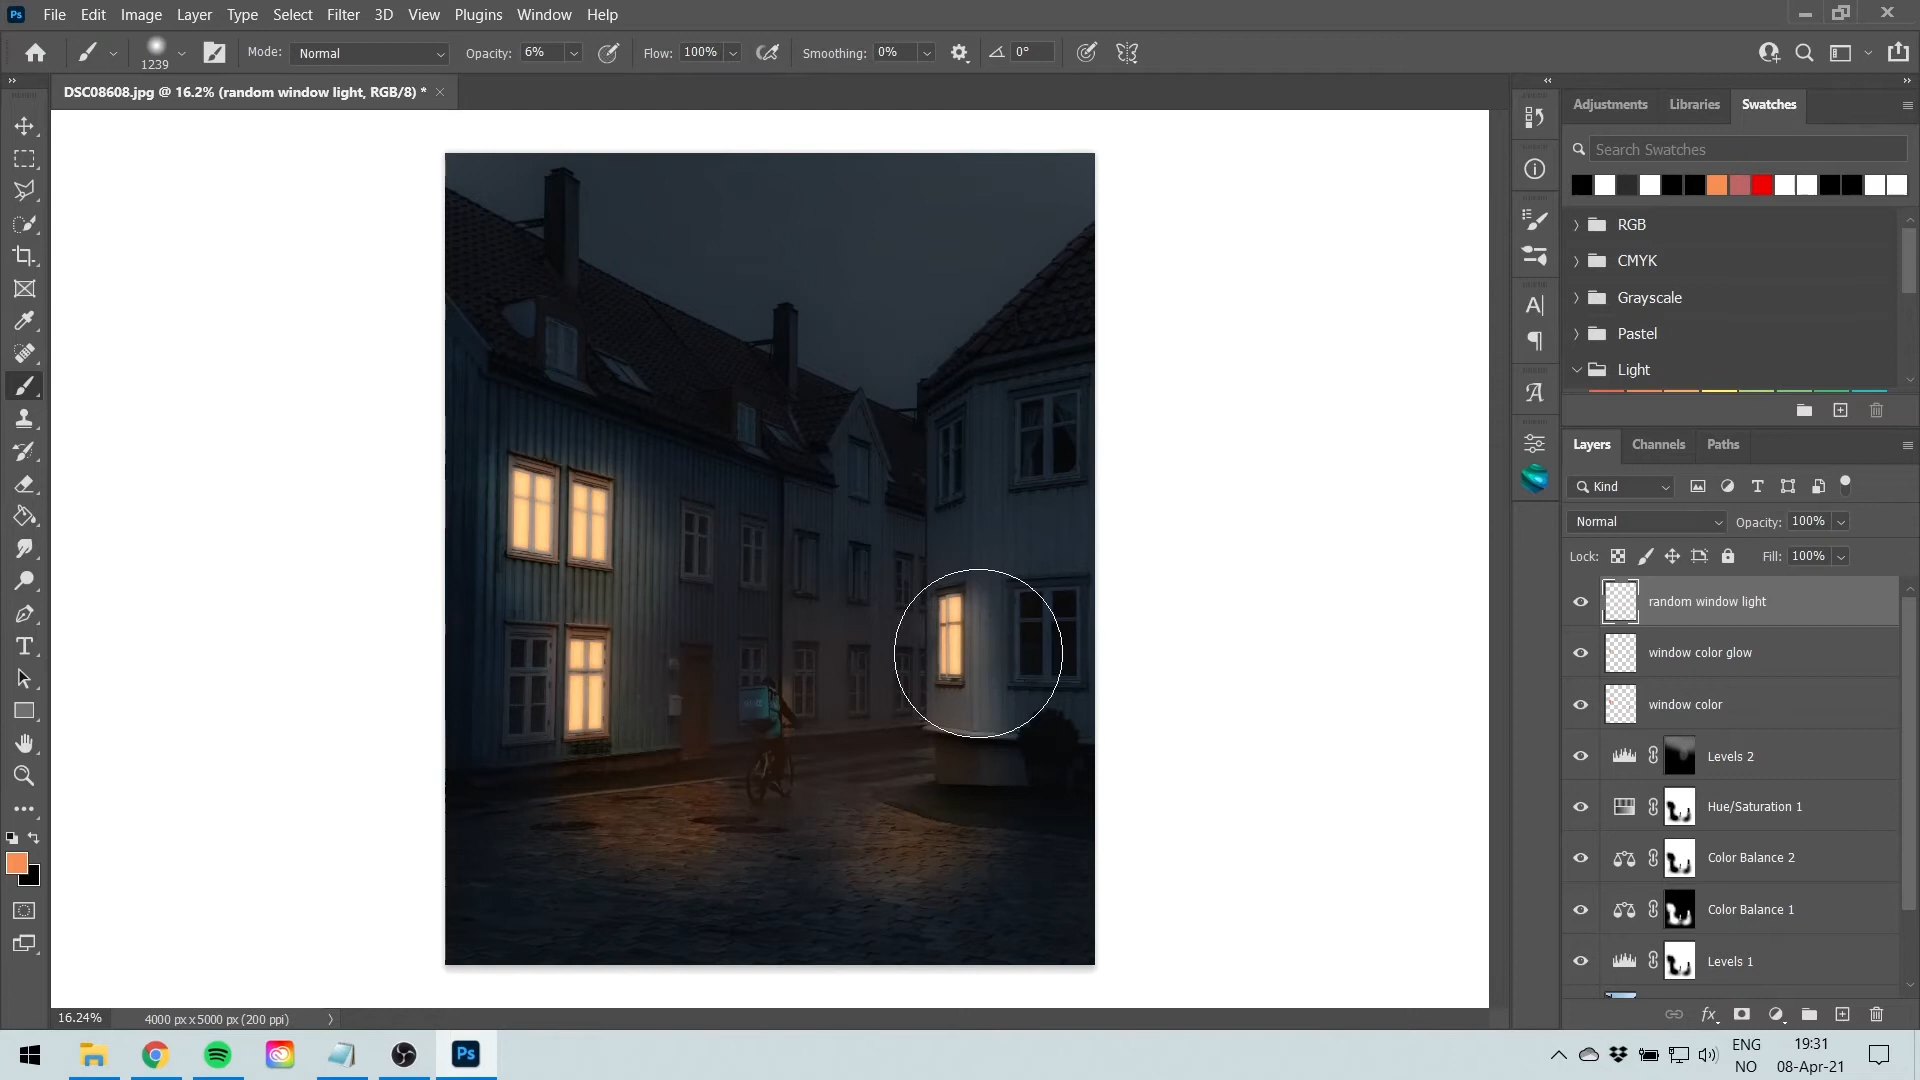 Ps File Edit Image Layer Type Select Filter 3D View Plugins Window Help
1239 Mode: Normal Opacity: 6% Flow: 100% Smoothing: 0% 0°
DSC08608.jpg @ 16.2% (random window light, RGB/8) *
Adjustments Libraries Swatches
Search Swatches
RGB
CMYK
Grayscale
Pastel
Light
Layers Channels Paths
Kind
Normal Opacity: 100%
Lock: Fill: 100%
random window light
window color glow
window color
Levels 2
Hue/Saturation 1
Color Balance 2
Color Balance 1
Levels 1
fx
16.24% 4000 px x 5000 px (200 ppi)
Ps
ENG
NO
19:31
08-Apr-21